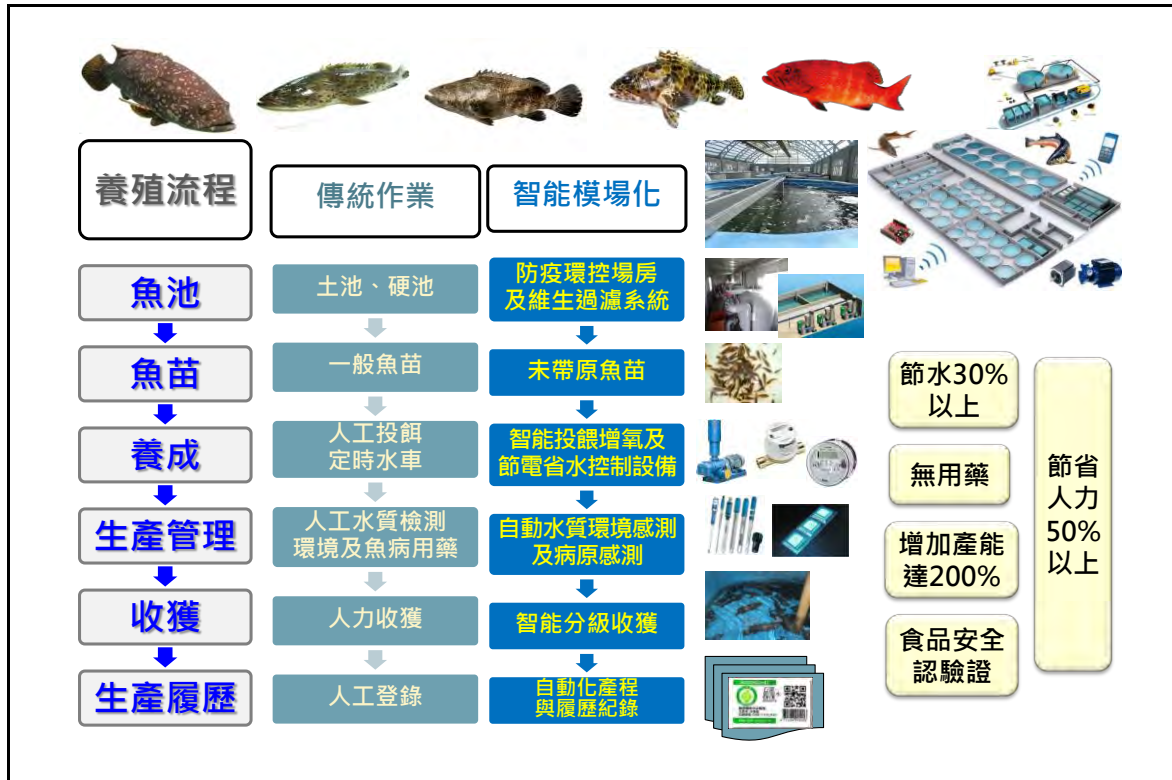 養殖流程
傳統作業
智能模場化
魚池
土池、硬池
防疫環控場房
及維生過濾系統
魚苗
一般魚苗
未帶原魚苗
養成
人工投餌
定時水車
智能投餵增氧及
節電省水控制設備
生產管理
人工水質檢測
環境及魚病用藥
自動水質環境感測
及病原感測
收獲
人力收獲
智能分級收獲
生產履歷
人工登錄
自動化產程
與履歷紀錄
節水30%
以上
無用藥
增加產能
達200%
食品安全
認驗證
節省
人力
50%
以上